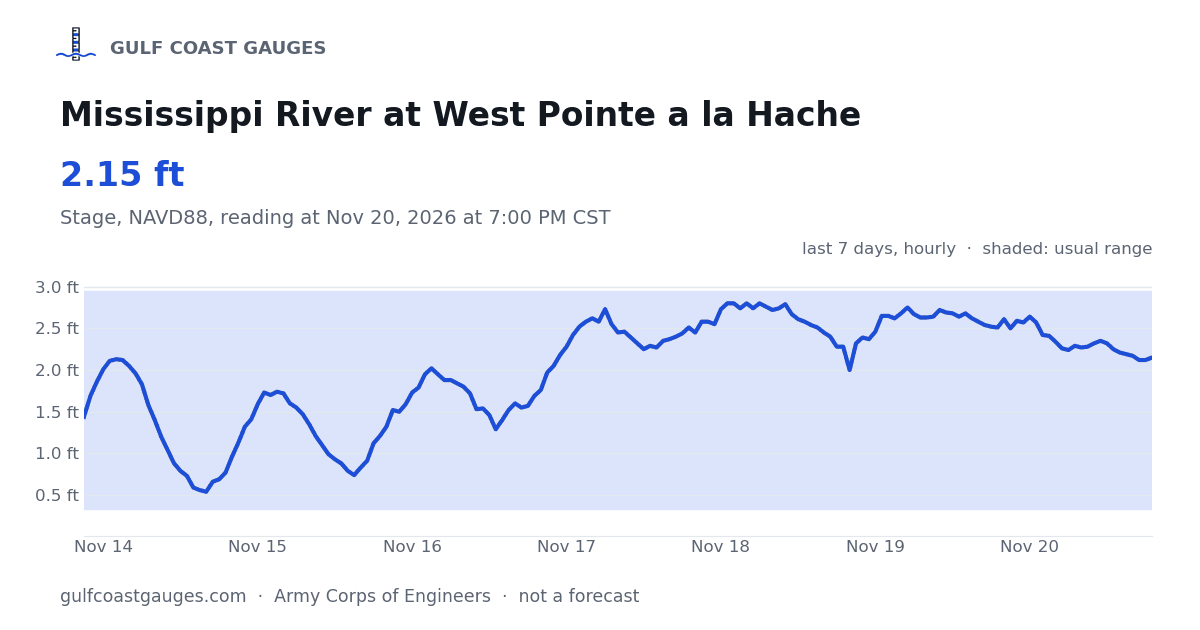 GULF COAST GAUGES
Mississippi River at West Pointe a la Hache
2.15 ft
Stage, NAVD88, reading at Nov 20, 2026 at 7:00 PM CST
last 7 days, hourly · shaded: usual range
3.0 ft
2.5 ft
2.0 ft
1.5 ft
1.0 ft
0.5 ft
Nov 14 Nov 15 Nov 16 Nov 17 Nov 18 Nov 19 Nov 20
gulfcoastgauges.com · Army Corps of Engineers · not a forecast